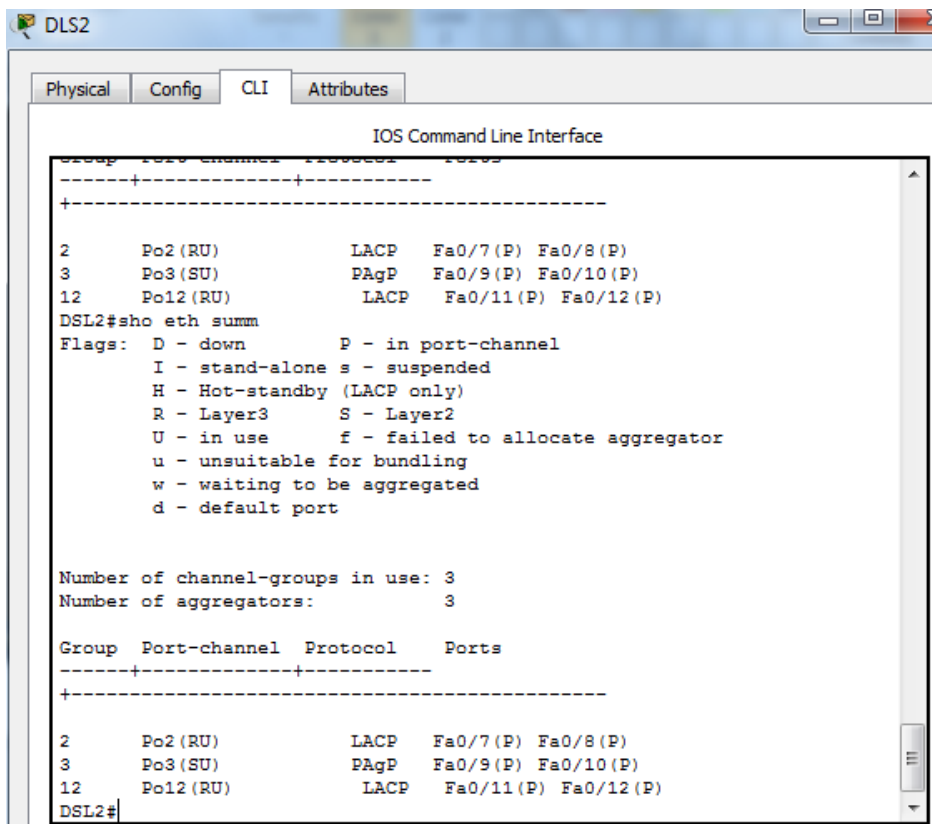 DLS2
Physical Config CLI Attributes
IOS Command Line Interface
Group Port-channel Protocol Ports
------+-------------+-----------
+----------------------------------------------
2 Po2(RU) LACP Fa0/7(P) Fa0/8(P)
3 Po3(SU) PAgP Fa0/9(P) Fa0/10(P)
12 Po12(RU) LACP Fa0/11(P) Fa0/12(P)
DSL2#sho eth summ
Flags: D - down P - in port-channel
I - stand-alone s - suspended
H - Hot-standby (LACP only)
R - Layer3 S - Layer2
U - in use f - failed to allocate aggregator
u - unsuitable for bundling
w - waiting to be aggregated
d - default port
Number of channel-groups in use: 3
Number of aggregators: 3
Group Port-channel Protocol Ports
------+-------------+-----------
+----------------------------------------------
2 Po2(RU) LACP Fa0/7(P) Fa0/8(P)
3 Po3(SU) PAgP Fa0/9(P) Fa0/10(P)
12 Po12(RU) LACP Fa0/11(P) Fa0/12(P)
DSL2#